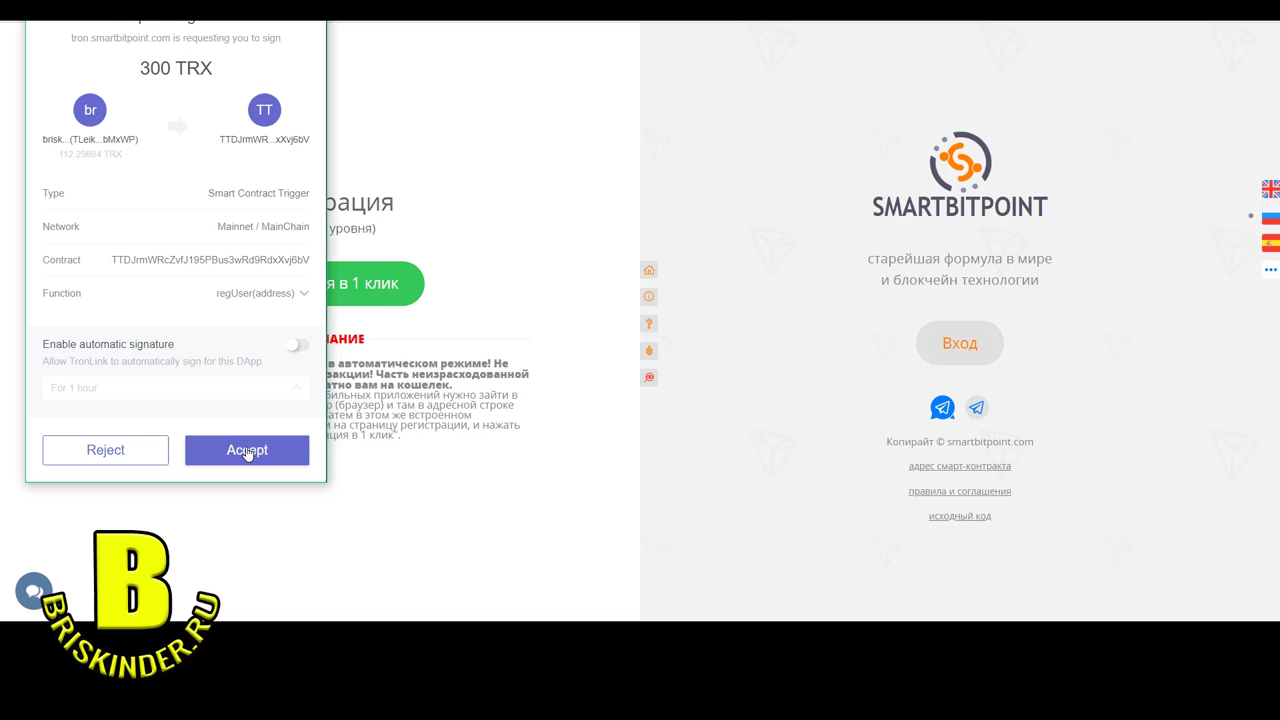 tron.smartbitpoint.com is requesting you to sign
300 TRX
br
TT
brisk...(TLeik...bMxWP)
TTDJrmWR...xXvj6bV
112.29884 TRX
Type
Smart Contract Trigger
Network
Mainnet / MainChain
Contract
TTDJrmWRcZvfJ195PBus3wRd9RdxXvj6bV
Function
regUser(address)
Enable automatic signature
Allow TronLink to automatically sign for this DApp
For 1 hour
Reject
Accept
рация
уровня)
я в 1 клик
МАНИЕ
в автоматическом режиме! Не
закции! Часть неизрасходованной
атно вам на кошелек.
бильных приложений нужно зайти в
р (браузер) и там в адресной строке
атем в этом же встроенном
и на страницу регистрации, и нажать
ция в 1 клик".
SMARTBITPOINT
старейшая формула в мире
и блокчейн технологии
Вход
Копирайт © smartbitpoint.com
адрес смарт-контракта
правила и соглашения
исходный код
B
BRISKINDER.RU